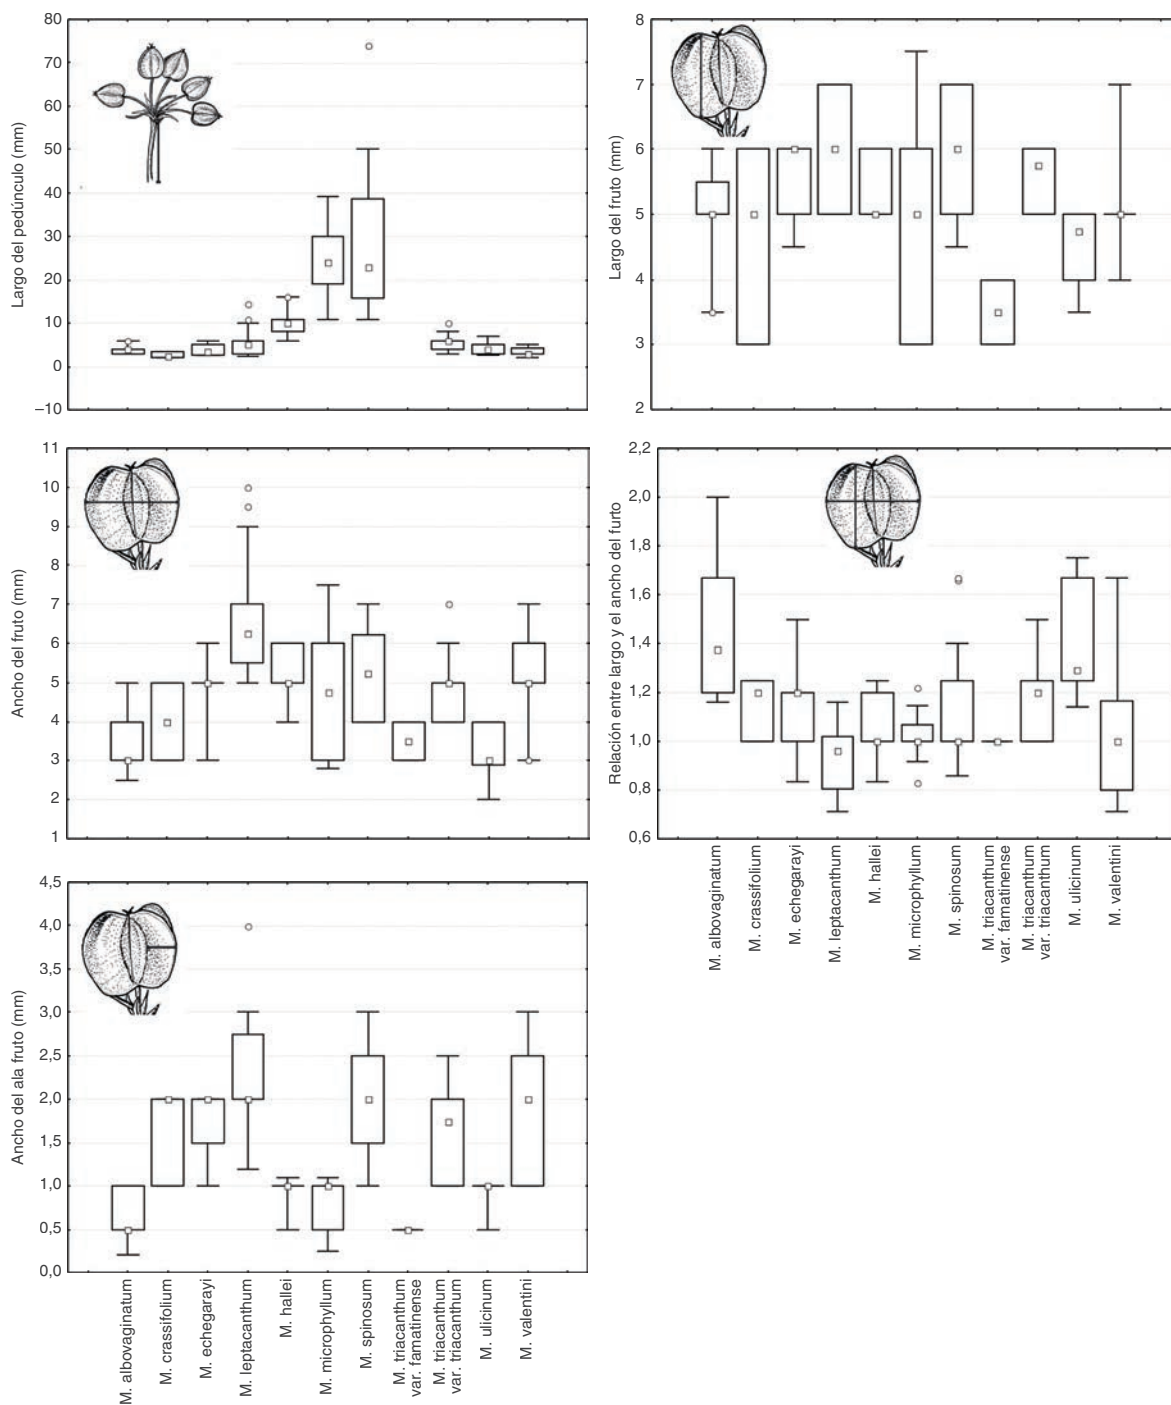 Largo del pedúnculo (mm)
80
70
60
50
40
30
20
10
0
–10
Largo del fruto (mm)
8
7
6
5
4
3
2
Ancho del fruto (mm)
11
10
9
8
7
6
5
4
3
2
1
Relación entre largo y el ancho del furto
2,2
2,0
1,8
1,6
1,4
1,2
1,0
0,8
0,6
M. albovaginatum
M. crassifolium
M. echegarayi
M. leptacanthum
M. hallei
M. microphyllum
M. spinosum
M. triacanthum
var. famatinense
M. triacanthum
var. triacanthum
M. ulicinum
M. valentini
Ancho del ala fruto (mm)
4,5
4,0
3,5
3,0
2,5
2,0
1,5
1,0
0,5
0,0
M. albovaginatum
M. crassifolium
M. echegarayi
M. leptacanthum
M. hallei
M. microphyllum
M. spinosum
M. triacanthum
var. famatinense
M. triacanthum
var. triacanthum
M. ulicinum
M. valentini